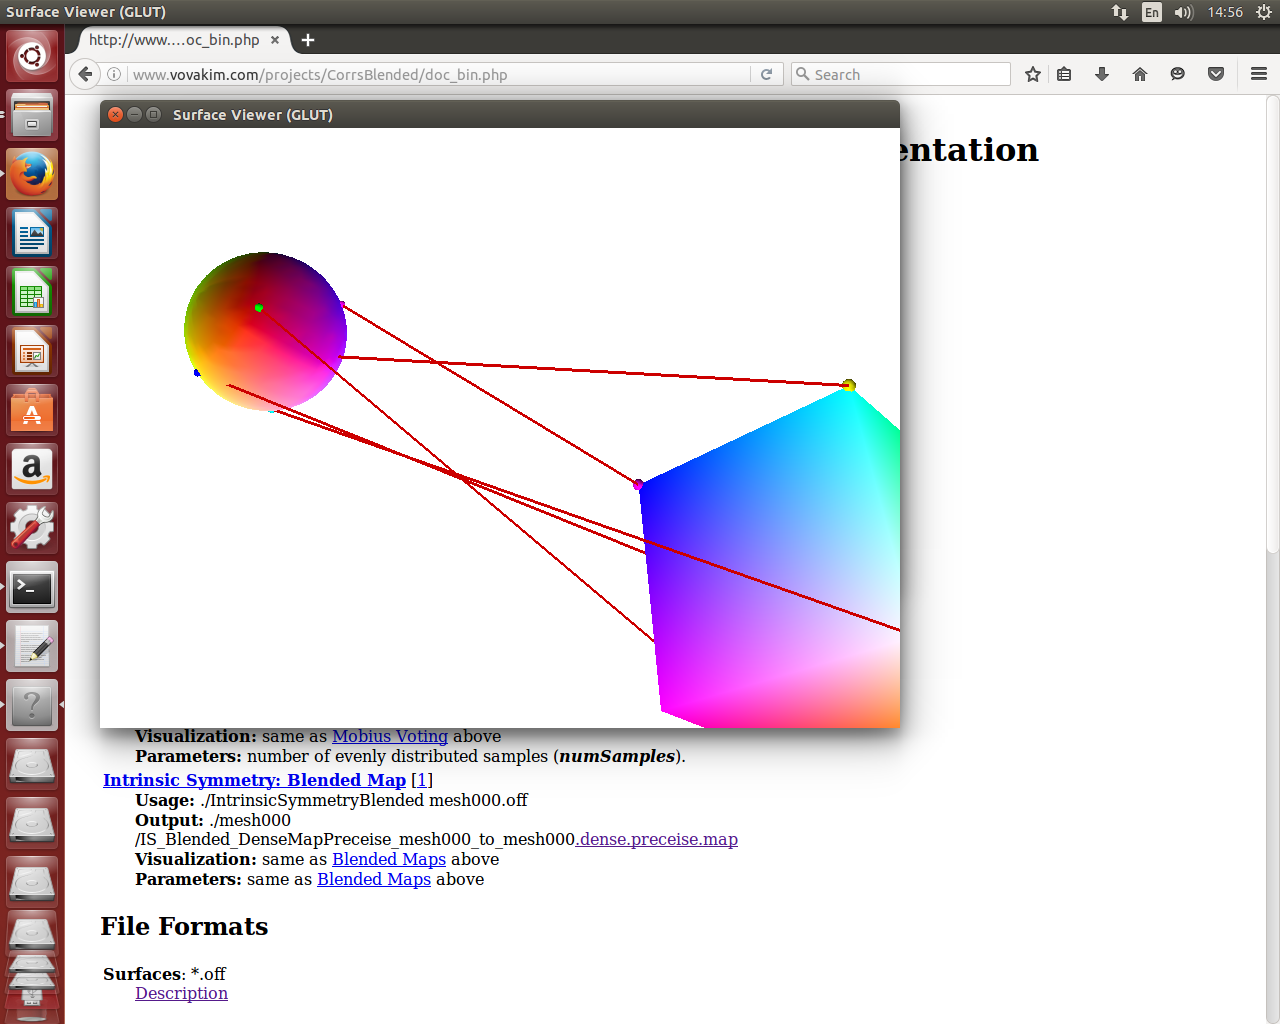 Surface Viewer (GLUT)
En
14:56
http://www....oc_bin.php
www.vovakim.com/projects/CorrsBlended/doc_bin.php
Search
Surface Viewer (GLUT)
entation
Visualization: same as Mobius Voting above
Parameters: number of evenly distributed samples (numSamples).
Intrinsic Symmetry: Blended Map [1]
Usage: ./IntrinsicSymmetryBlended mesh000.off
Output: ./mesh000
/IS_Blended_DenseMapPreceise_mesh000_to_mesh000.dense.preceise.map
Visualization: same as Blended Maps above
Parameters: same as Blended Maps above
File Formats
Surfaces: *.off
Description